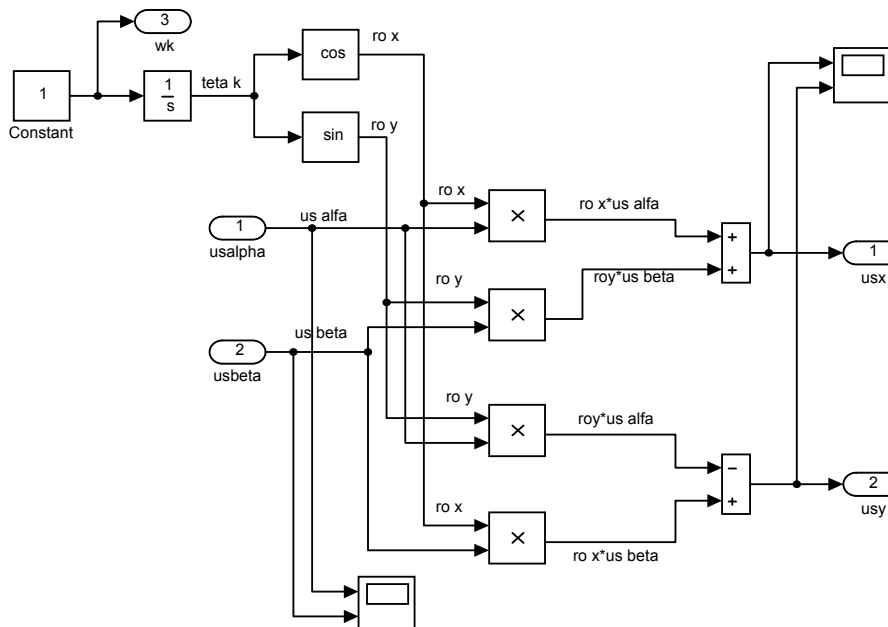 3
wk
ro x
cos
1
Constant
1
s
teta k
sin
ro y
ro x
×
ro x*us alfa
us alfa
1
usalpha
+
+
1
usx
ro y
×
roy*us beta
us beta
2
usbeta
ro y
×
roy*us alfa
−
+
2
usy
ro x
×
ro x*us beta